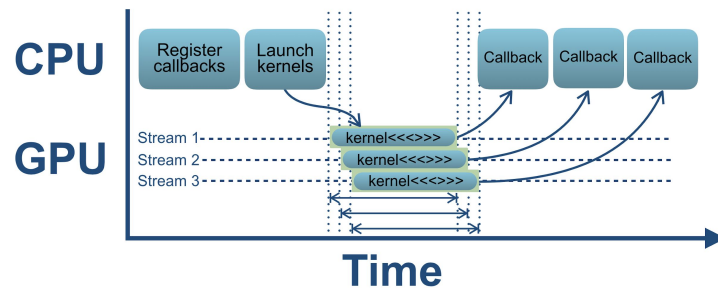 CPU
Register
callbacks
Launch
kernels
Callback
Callback
Callback
GPU
Stream 1
kernel<<<>>>
Stream 2
kernel<<<>>>
Stream 3
kernel<<<>>>
Time